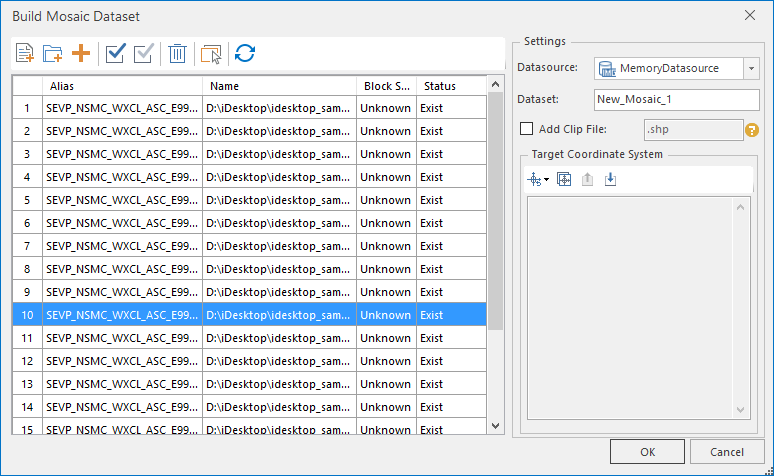 Build Mosaic Dataset
Alias Name Block S... Status
1 SEVP_NSMC_WXCL_ASC_E99... D:\iDesktop\idesktop_sam... Unknown Exist
2 SEVP_NSMC_WXCL_ASC_E99... D:\iDesktop\idesktop_sam... Unknown Exist
3 SEVP_NSMC_WXCL_ASC_E99... D:\iDesktop\idesktop_sam... Unknown Exist
4 SEVP_NSMC_WXCL_ASC_E99... D:\iDesktop\idesktop_sam... Unknown Exist
5 SEVP_NSMC_WXCL_ASC_E99... D:\iDesktop\idesktop_sam... Unknown Exist
6 SEVP_NSMC_WXCL_ASC_E99... D:\iDesktop\idesktop_sam... Unknown Exist
7 SEVP_NSMC_WXCL_ASC_E99... D:\iDesktop\idesktop_sam... Unknown Exist
8 SEVP_NSMC_WXCL_ASC_E99... D:\iDesktop\idesktop_sam... Unknown Exist
9 SEVP_NSMC_WXCL_ASC_E99... D:\iDesktop\idesktop_sam... Unknown Exist
10 SEVP_NSMC_WXCL_ASC_E99... D:\iDesktop\idesktop_sam... Unknown Exist
11 SEVP_NSMC_WXCL_ASC_E99... D:\iDesktop\idesktop_sam... Unknown Exist
12 SEVP_NSMC_WXCL_ASC_E99... D:\iDesktop\idesktop_sam... Unknown Exist
13 SEVP_NSMC_WXCL_ASC_E99... D:\iDesktop\idesktop_sam... Unknown Exist
14 SEVP_NSMC_WXCL_ASC_E99... D:\iDesktop\idesktop_sam... Unknown Exist
15 SEVP_NSMC_WXCL_ASC_E99... D:\iDesktop\idesktop_sam... Unknown Exist
Settings
Datasource: MemoryDatasource
Dataset: New_Mosaic_1
Add Clip File: .shp ?
Target Coordinate System
OK Cancel